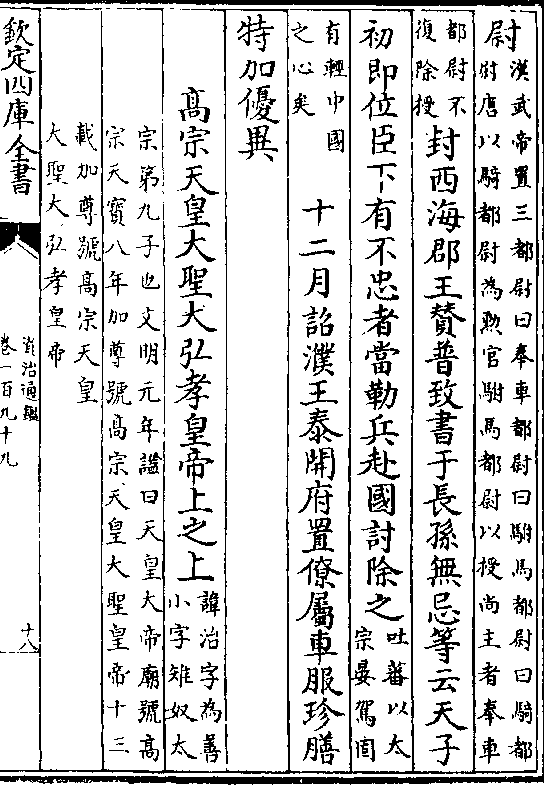 尉漢武帝置三都尉曰奉車都尉曰駙馬都尉曰騎都
尉唐以騎都尉為勲官駙馬都尉以授尚主者奉車
都尉不
復除授封西海郡王賛普致書于長孫無忌等云天子
初即位臣下有不忠者當勒兵赴國討除之吐蕃以太
宗晏駕固
有輕中國
之心矣　十二月詔濮王泰開府置僚屬車服珍膳
特加優異
髙宗天皇大聖大弘孝皇帝上之上諱治字為善
小字雉奴太
宗第九子也文明元年諡曰天皇大帝廟號髙
宗天寳八年加尊號髙宗天皇大聖皇帝十三
載加尊號髙宗天皇
大聖大弘孝皇帝
欽定四庫全書
資治通鑑
卷一百九十九
十八